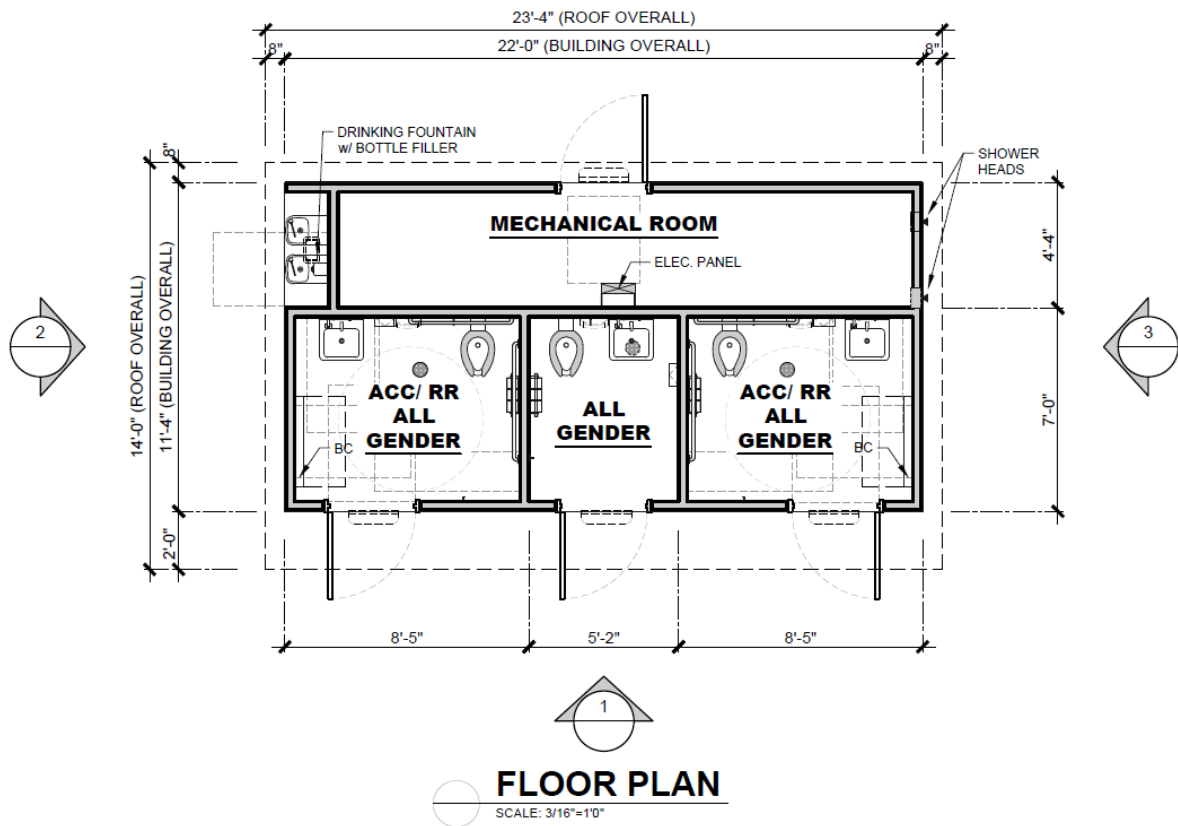 23'-4" (ROOF OVERALL)
8"
22'-0" (BUILDING OVERALL)
8"
DRINKING FOUNTAIN
w/ BOTTLE FILLER
8"
SHOWER
HEADS
MECHANICAL ROOM
ELEC. PANEL
4'-4"
14'-0" (ROOF OVERALL)
11'-4" (BUILDING OVERALL)
2
3
ACC/ RR
ALL
GENDER
BC
ALL
GENDER
ACC/ RR
ALL
GENDER
BC
7'-0"
2'-0"
8'-5"
5'-2"
8'-5"
1
FLOOR PLAN
SCALE: 3/16"=1'0"